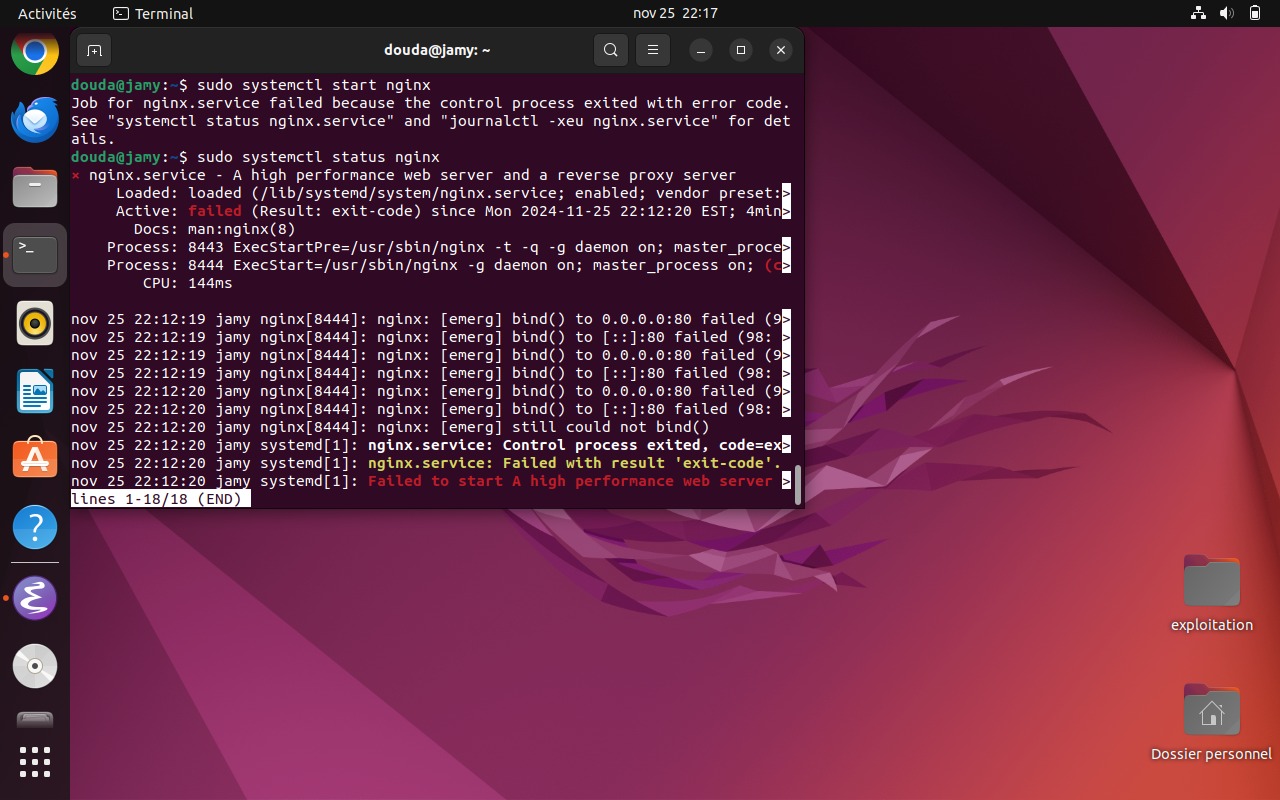 Activités Terminal nov 25 22:17
douda@jamy: ~
douda@jamy:~$ sudo systemctl start nginx
Job for nginx.service failed because the control process exited with error code.
See "systemctl status nginx.service" and "journalctl -xeu nginx.service" for det
ails.
douda@jamy:~$ sudo systemctl status nginx
× nginx.service - A high performance web server and a reverse proxy server
Loaded: loaded (/lib/systemd/system/nginx.service; enabled; vendor preset:>
Active: failed (Result: exit-code) since Mon 2024-11-25 22:12:20 EST; 4min>
Docs: man:nginx(8)
Process: 8443 ExecStartPre=/usr/sbin/nginx -t -q -g daemon on; master_proce>
Process: 8444 ExecStart=/usr/sbin/nginx -g daemon on; master_process on; (c>
CPU: 144ms
nov 25 22:12:19 jamy nginx[8444]: nginx: [emerg] bind() to 0.0.0.0:80 failed (9>
nov 25 22:12:19 jamy nginx[8444]: nginx: [emerg] bind() to [::]:80 failed (98: >
nov 25 22:12:19 jamy nginx[8444]: nginx: [emerg] bind() to 0.0.0.0:80 failed (9>
nov 25 22:12:19 jamy nginx[8444]: nginx: [emerg] bind() to [::]:80 failed (98: >
nov 25 22:12:20 jamy nginx[8444]: nginx: [emerg] bind() to 0.0.0.0:80 failed (9>
nov 25 22:12:20 jamy nginx[8444]: nginx: [emerg] bind() to [::]:80 failed (98: >
nov 25 22:12:20 jamy nginx[8444]: nginx: [emerg] still could not bind()
nov 25 22:12:20 jamy systemd[1]: nginx.service: Control process exited, code=ex>
nov 25 22:12:20 jamy systemd[1]: nginx.service: Failed with result 'exit-code'.
nov 25 22:12:20 jamy systemd[1]: Failed to start A high performance web server >
lines 1-18/18 (END)
exploitation
Dossier personnel